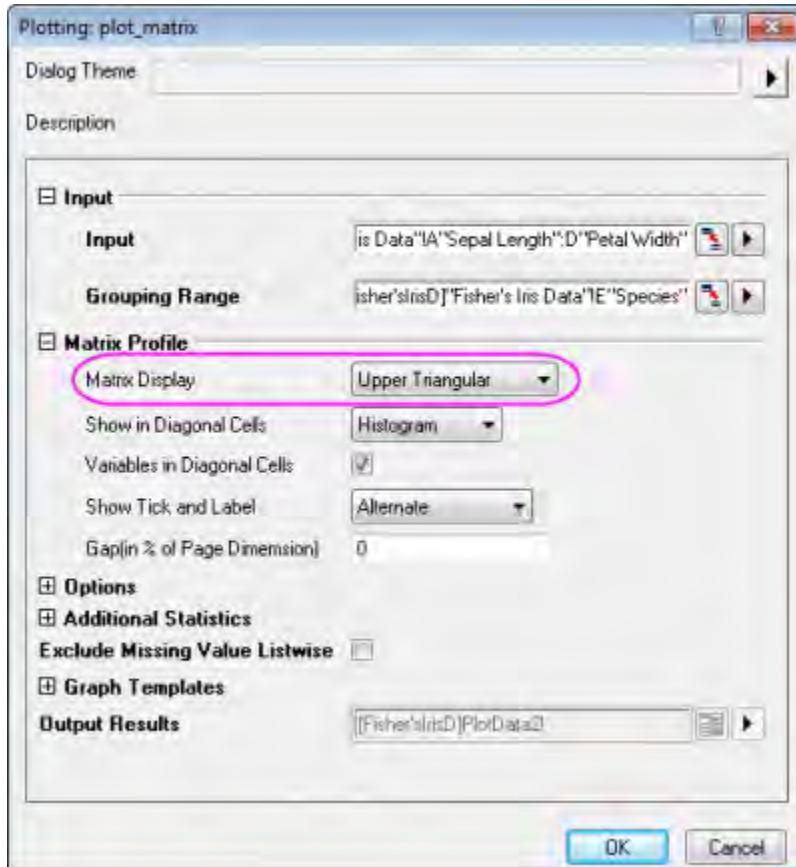 Plotting: plot_matrix
Dialog Theme
Description
Input
Input is Data"!A"Sepal Length":D"Petal Width"
Grouping Range isher'sIrisD]"Fisher's Iris Data"!E"Species"
Matrix Profile
Matrix Display Upper Triangular
Show in Diagonal Cells Histogram
Variables in Diagonal Cells
Show Tick and Label Alternate
Gap(in % of Page Dimemsion) 0
Options
Additional Statistics
Exclude Missing Value Listwise
Graph Templates
Output Results [Fisher'sIrisD]PlotData2!
OK Cancel